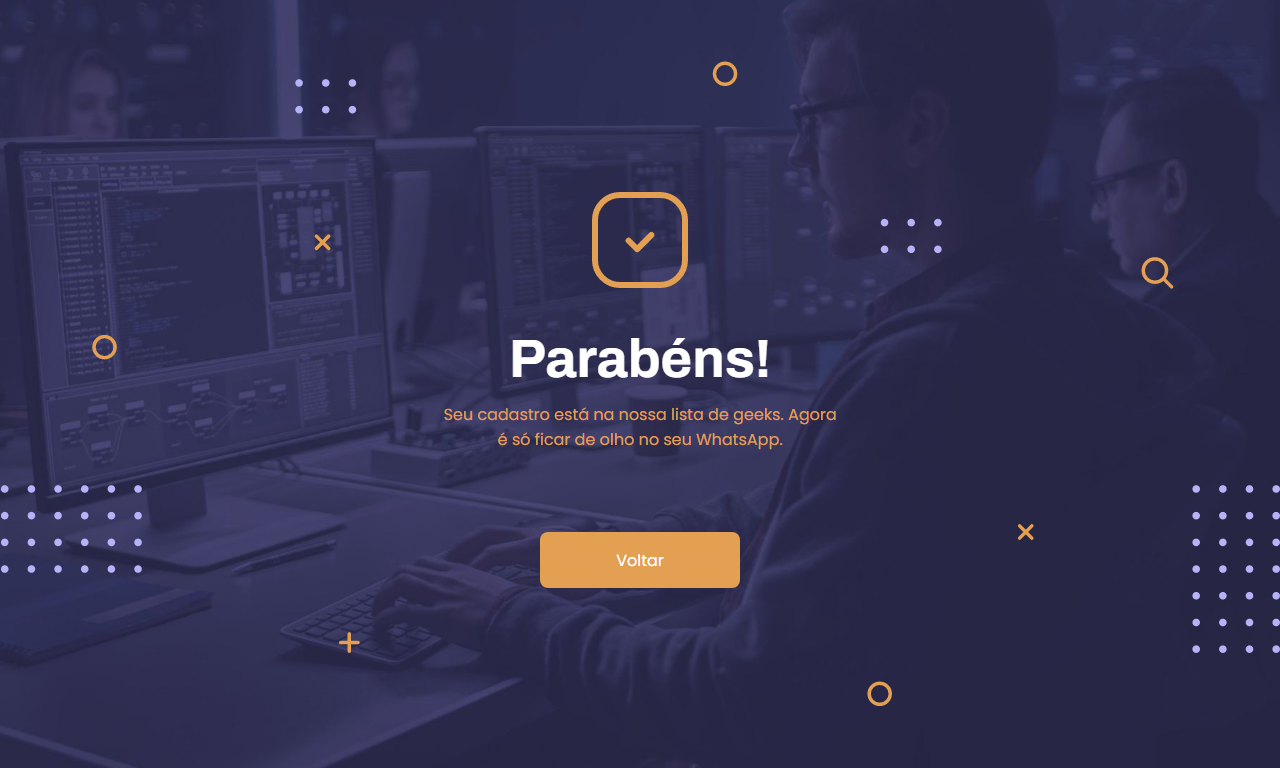 Parabéns!
Seu cadastro está na nossa lista de geeks. Agora
é só ficar de olho no seu WhatsApp.
Voltar